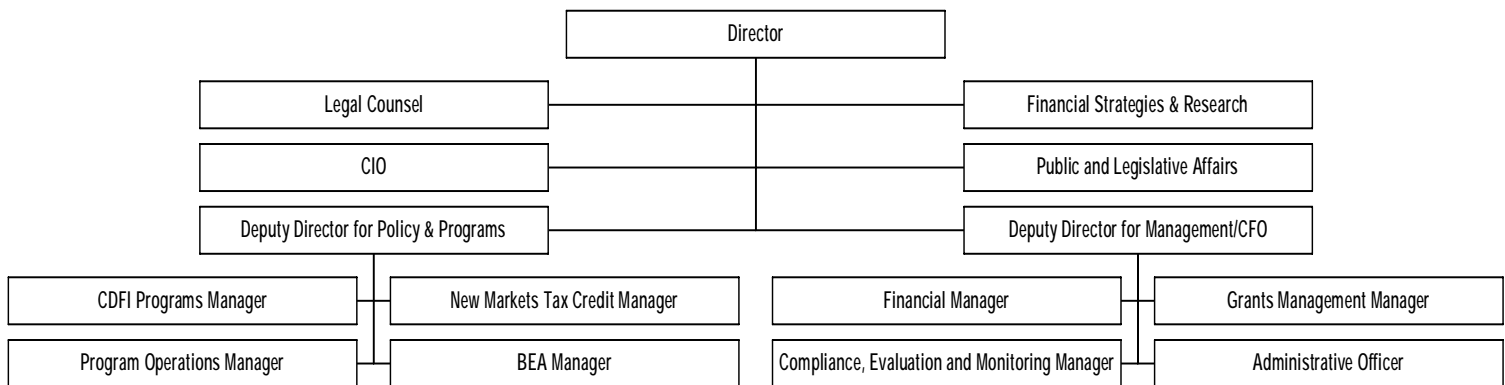 Director
Legal Counsel
Financial Strategies & Research
CIO
Public and Legislative Affairs
Deputy Director for Policy & Programs
Deputy Director for Management/CFO
CDFI Programs Manager
New Markets Tax Credit Manager
Financial Manager
Grants Management Manager
Program Operations Manager
BEA Manager
Compliance, Evaluation and Monitoring Manager
Administrative Officer